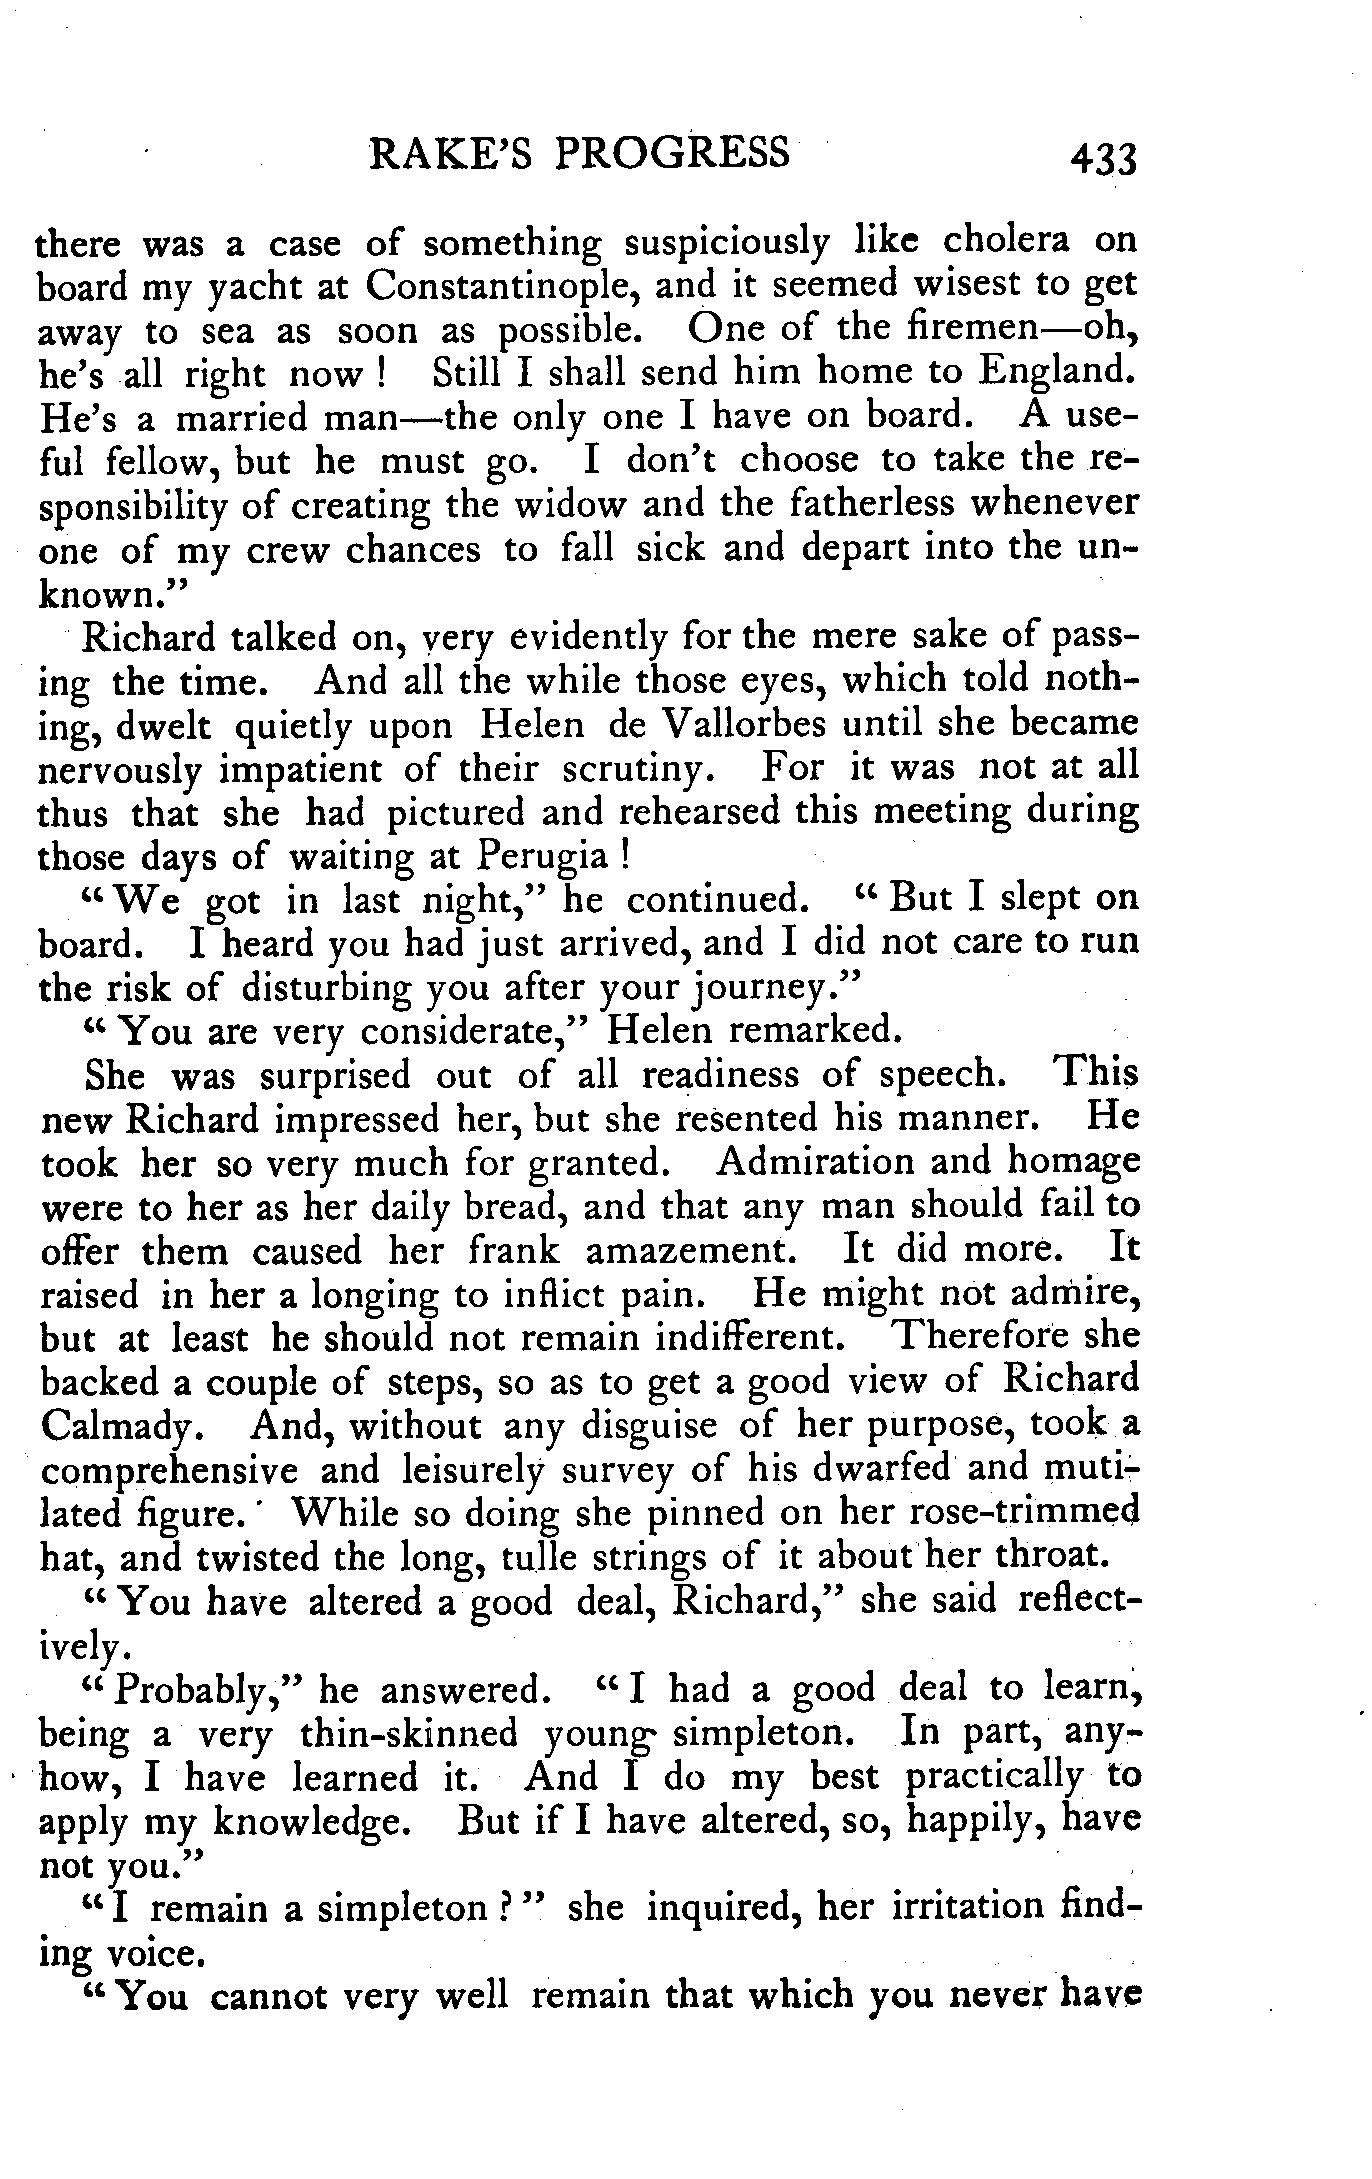 RAKE'S PROGRESS 433
there was a case of something suspiciously like cholera on
board my yacht at Constantinople, and it seemed wisest to get
away to sea as soon as possible. One of the firemen—oh,
he's all right now ! Still I shall send him home to England.
He's a married man—the only one I have on board. A use-
ful fellow, but he must go. I don't choose to take the re-
sponsibility of creating the widow and the fatherless whenever
one of my crew chances to fall sick and depart into the un-
known."
Richard talked on, very evidently for the mere sake of pass-
ing the time. And all the while those eyes, which told noth-
ing, dwelt quietly upon Helen de Vallorbes until she became
nervously impatient of their scrutiny. For it was not at all
thus that she had pictured and rehearsed this meeting during
those days of waiting at Perugia !
"We got in last night," he continued. "But I slept on
board. I heard you had just arrived, and I did not care to run
the risk of disturbing you after your journey."
"You are very considerate," Helen remarked.
She was surprised out of all readiness of speech. This
new Richard impressed her, but she resented his manner. He
took her so very much for granted. Admiration and homage
were to her as her daily bread, and that any man should fail to
offer them caused her frank amazement. It did more. It
raised in her a longing to inflict pain. He might not admire,
but at least he should not remain indifferent. Therefore she
backed a couple of steps, so as to get a good view of Richard
Calmady. And, without any disguise of her purpose, took a
comprehensive and leisurely survey of his dwarfed and muti-
lated figure. While so doing she pinned on her rose-trimmed
hat, and twisted the long, tulle strings of it about her throat.
"You have altered a good deal, Richard," she said reflect-
ively.
"Probably," he answered. "I had a good deal to learn,
being a very thin-skinned young simpleton. In part, any-
how, I have learned it. And I do my best practically to
apply my knowledge. But if I have altered, so, happily, have
not you."
"I remain a simpleton ?" she inquired, her irritation find-
ing voice.
"You cannot very well remain that which you never have